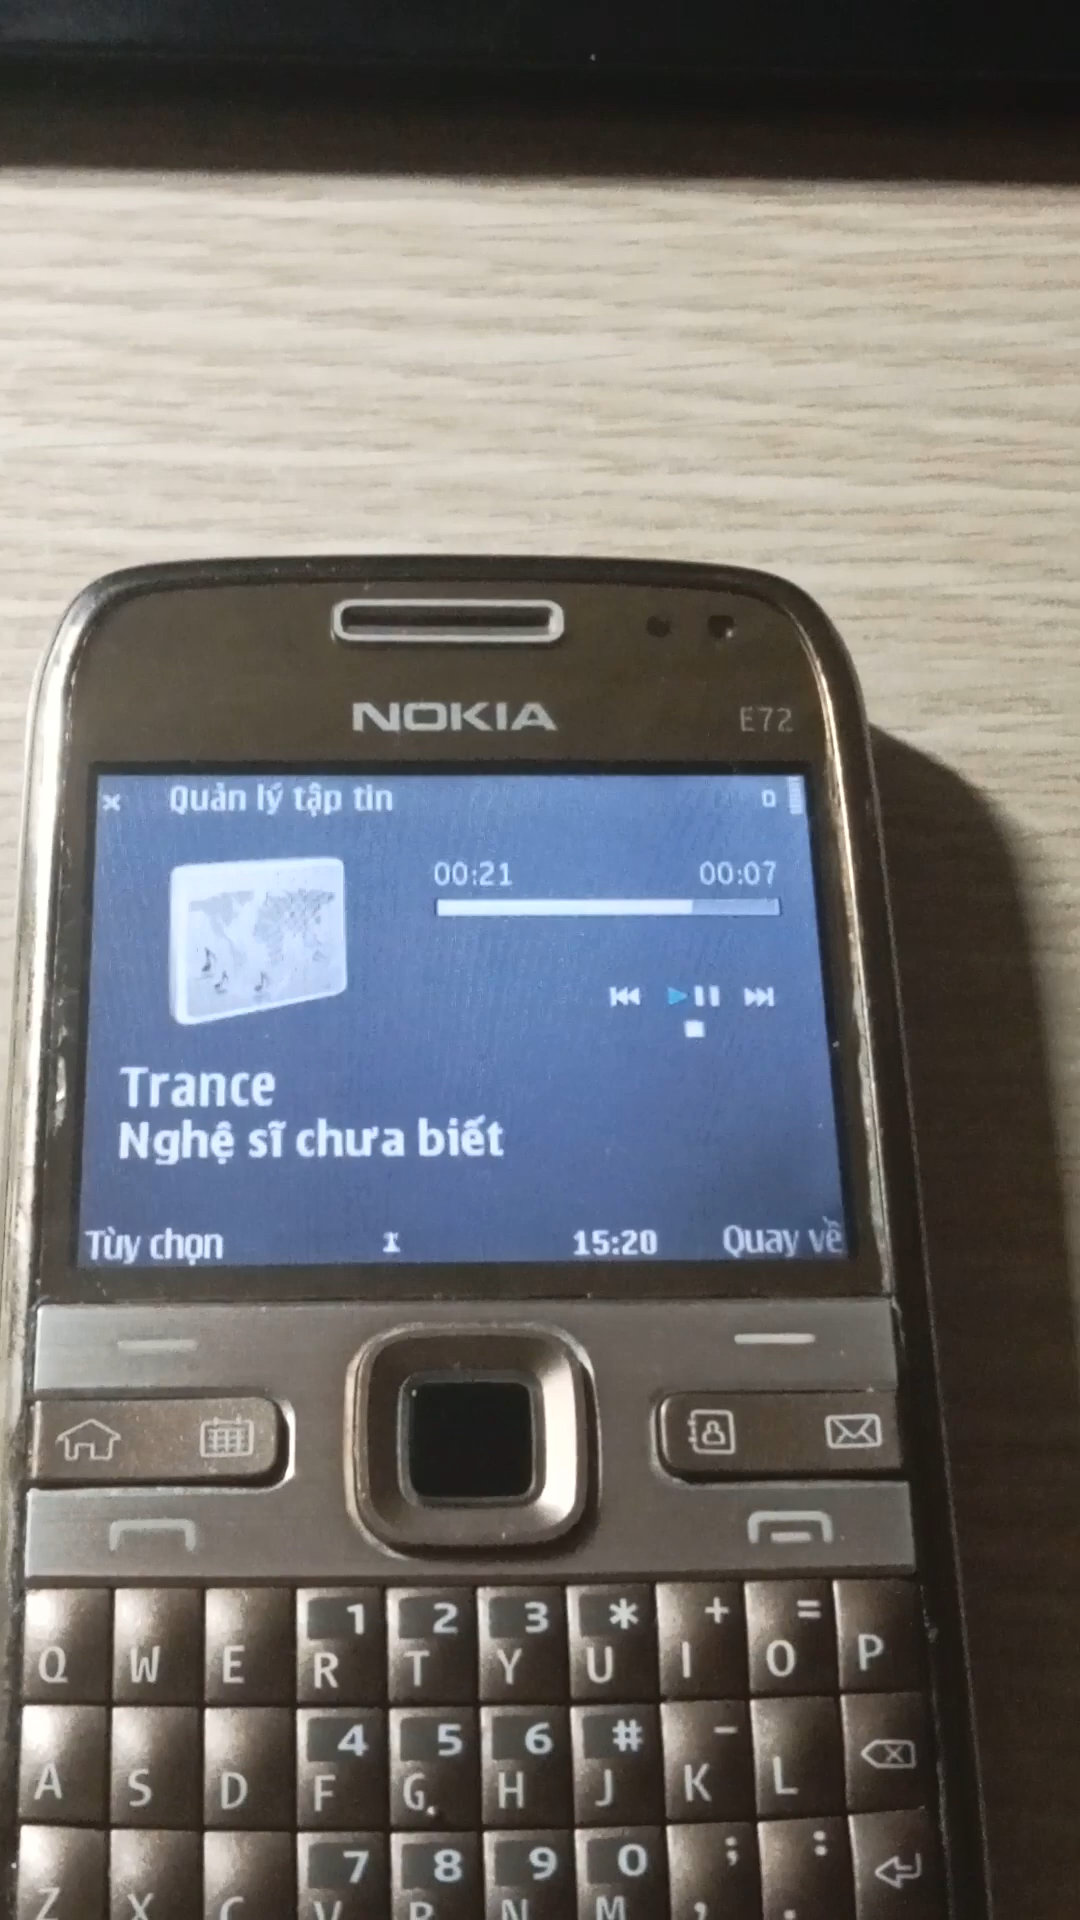 NOKIA
E72
Quản lý tập tin
00:21 00:07
Trance
Nghệ sĩ chưa biết
Tùy chọn 15:20 Quay về
1 2 3 * + =
Q W E R T Y U I O P
4 5 6 # -
A S D F G H J K L
7 8 9 0 ; :
Z X C V B N M , .